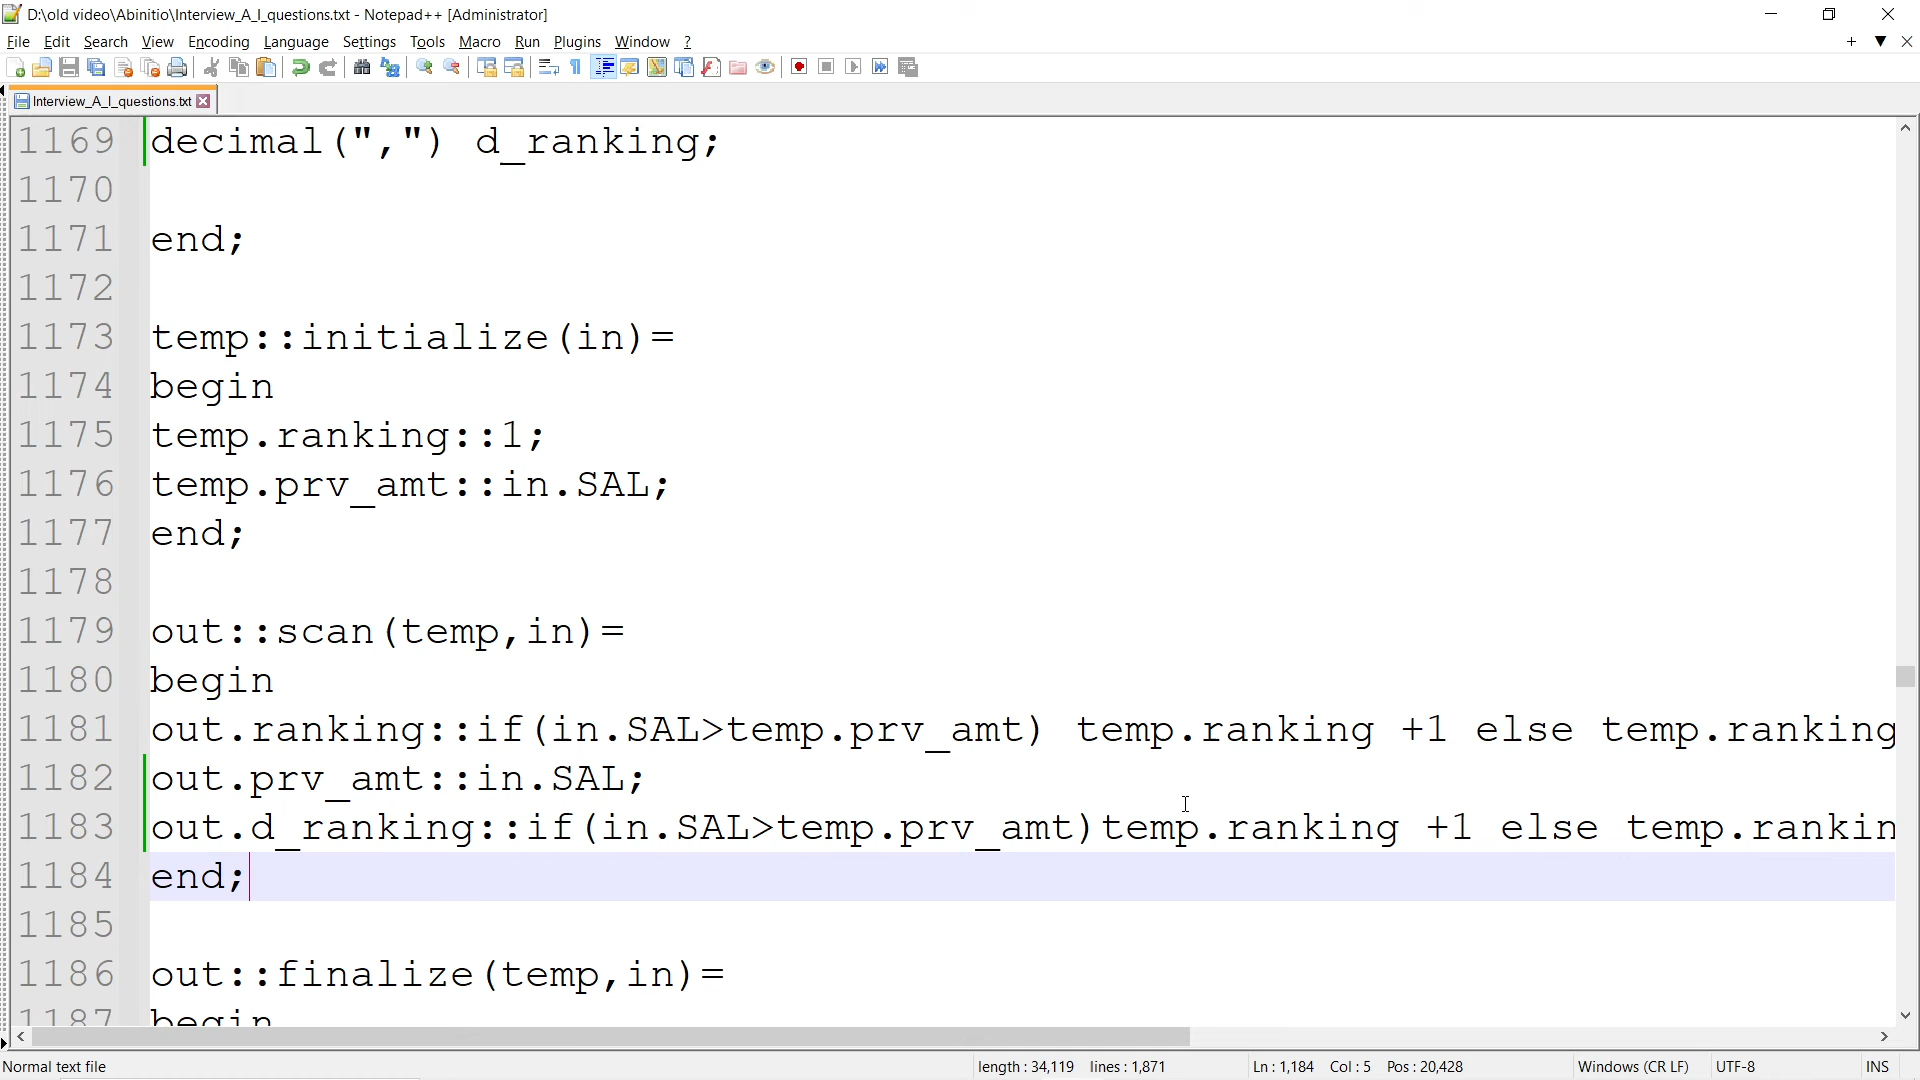 D:\old video\Abinitio\Interview_A_I_questions.txt - Notepad++ [Administrator]
File Edit Search View Encoding Language Settings Tools Macro Run Plugins Window ?
Interview_A_I_questions.txt
1169 decimal(",") d_ranking;
1170
1171 end;
1172
1173 temp::initialize(in)=
1174 begin
1175 temp.ranking::1;
1176 temp.prv_amt::in.SAL;
1177 end;
1178
1179 out::scan(temp,in)=
1180 begin
1181 out.ranking::if(in.SAL>temp.prv_amt) temp.ranking +1 else temp.ranking
1182 out.prv_amt::in.SAL;
1183 out.d_ranking::if(in.SAL>temp.prv_amt)temp.ranking +1 else temp.rankin
1184 end;
1185
1186 out::finalize(temp,in)=
1187 begin
Normal text file length : 34,119 lines : 1,871 Ln : 1,184 Col : 5 Pos : 20,428 Windows (CR LF) UTF-8 INS